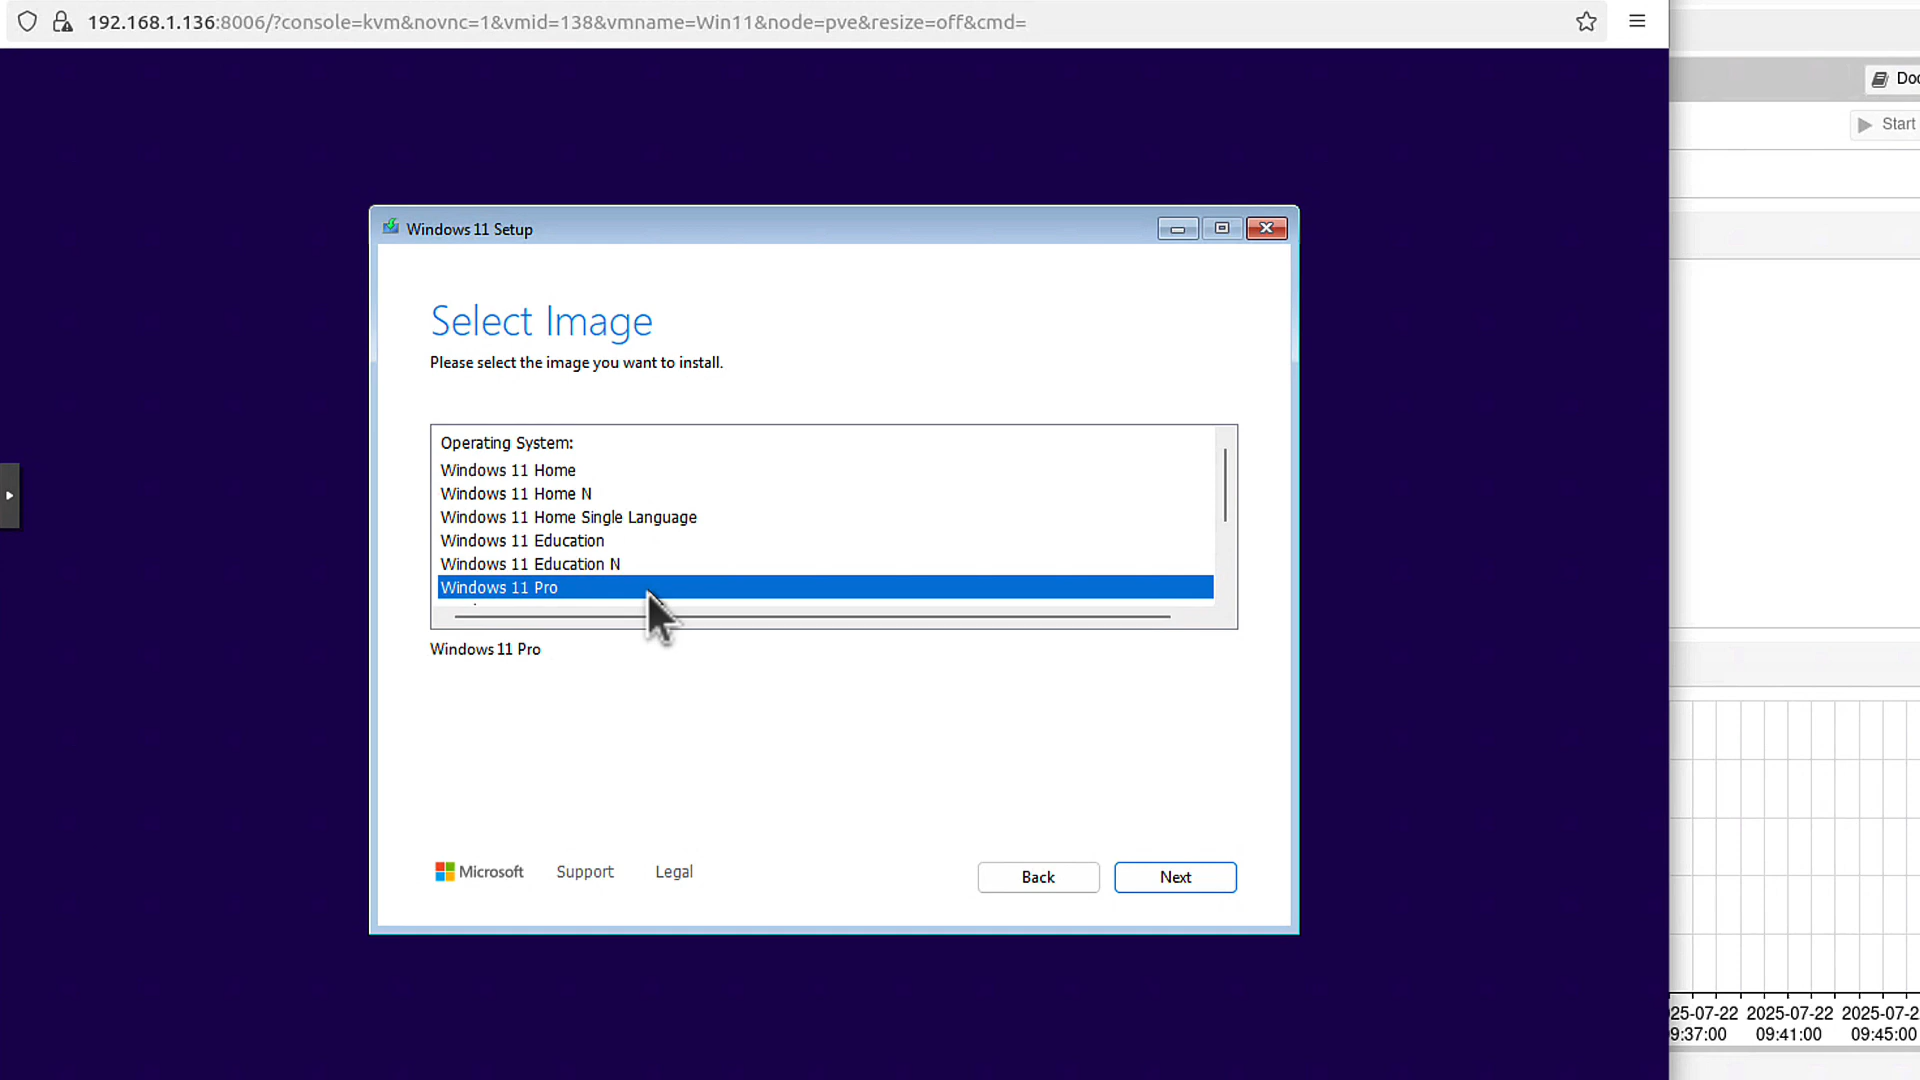 192.168.1.136:8006/?console=kvm&novnc=1&vmid=138&vmname=Win11&node=pve&resize=off&cmd=
Doc
Start
Windows 11 Setup
Select Image
Please select the image you want to install.
Operating System:
Windows 11 Home
Windows 11 Home N
Windows 11 Home Single Language
Windows 11 Education
Windows 11 Education N
Windows 11 Pro
Windows 11 Pro
Microsoft Support Legal
Back Next
25-07-22 2025-07-22 2025-07-2
9:37:00 09:41:00 09:45:00